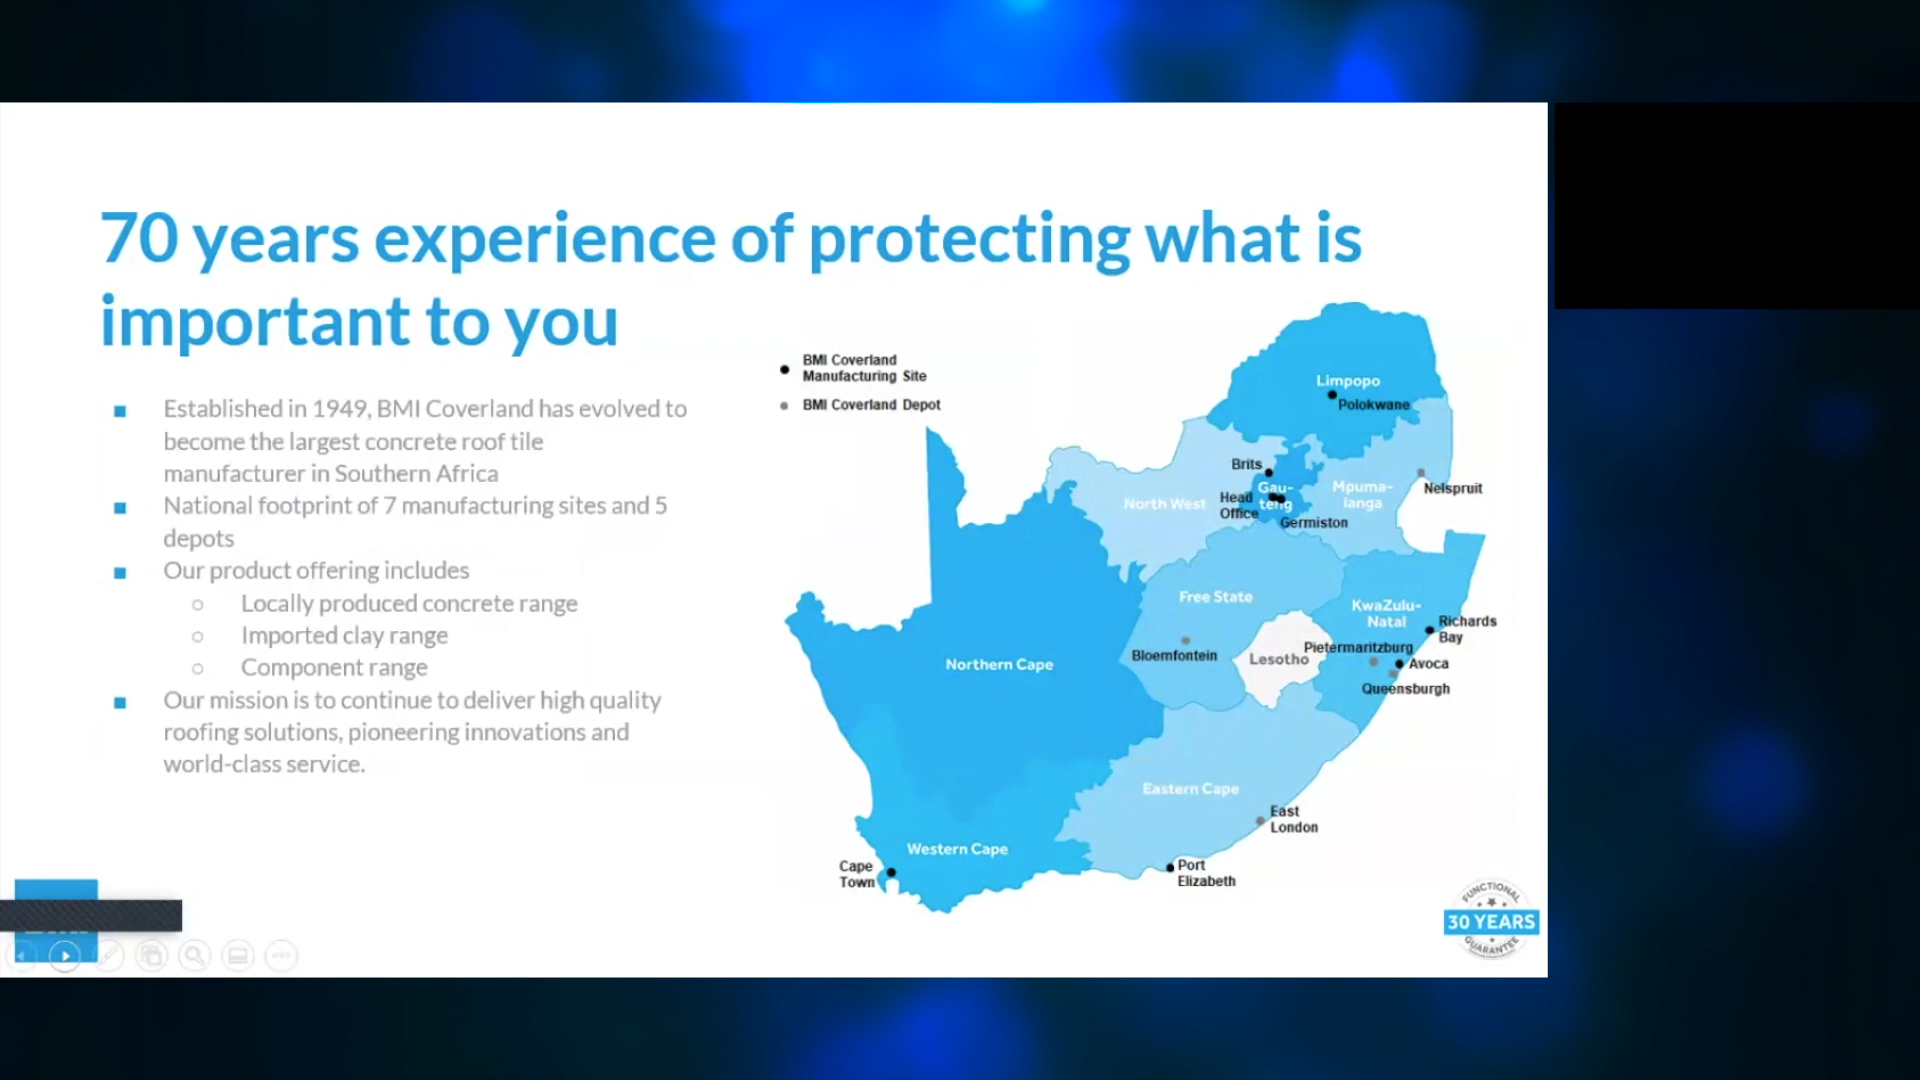 70 years experience of protecting what is
important to you
■ Established in 1949, BMI Coverland has evolved to
become the largest concrete roof tile
manufacturer in Southern Africa
■ National footprint of 7 manufacturing sites and 5
depots
■ Our product offering includes
○ Locally produced concrete range
○ Imported clay range
○ Component range
■ Our mission is to continue to deliver high quality
roofing solutions, pioneering innovations and
world-class service.
BMI Coverland
Manufacturing Site
BMI Coverland Depot
Limpopo
Polokwane
Brits
North West
Head
Office
Gau-
teng
Germiston
Mpuma-
langa
Nelspruit
Free State
Bloemfontein
Lesotho
KwaZulu-
Natal
Richards
Bay
Pietermaritzburg
Avoca
Queensburgh
Northern Cape
Eastern Cape
East
London
Western Cape
Cape
Town
Port
Elizabeth
FUNCTIONAL
30 YEARS
GUARANTEE